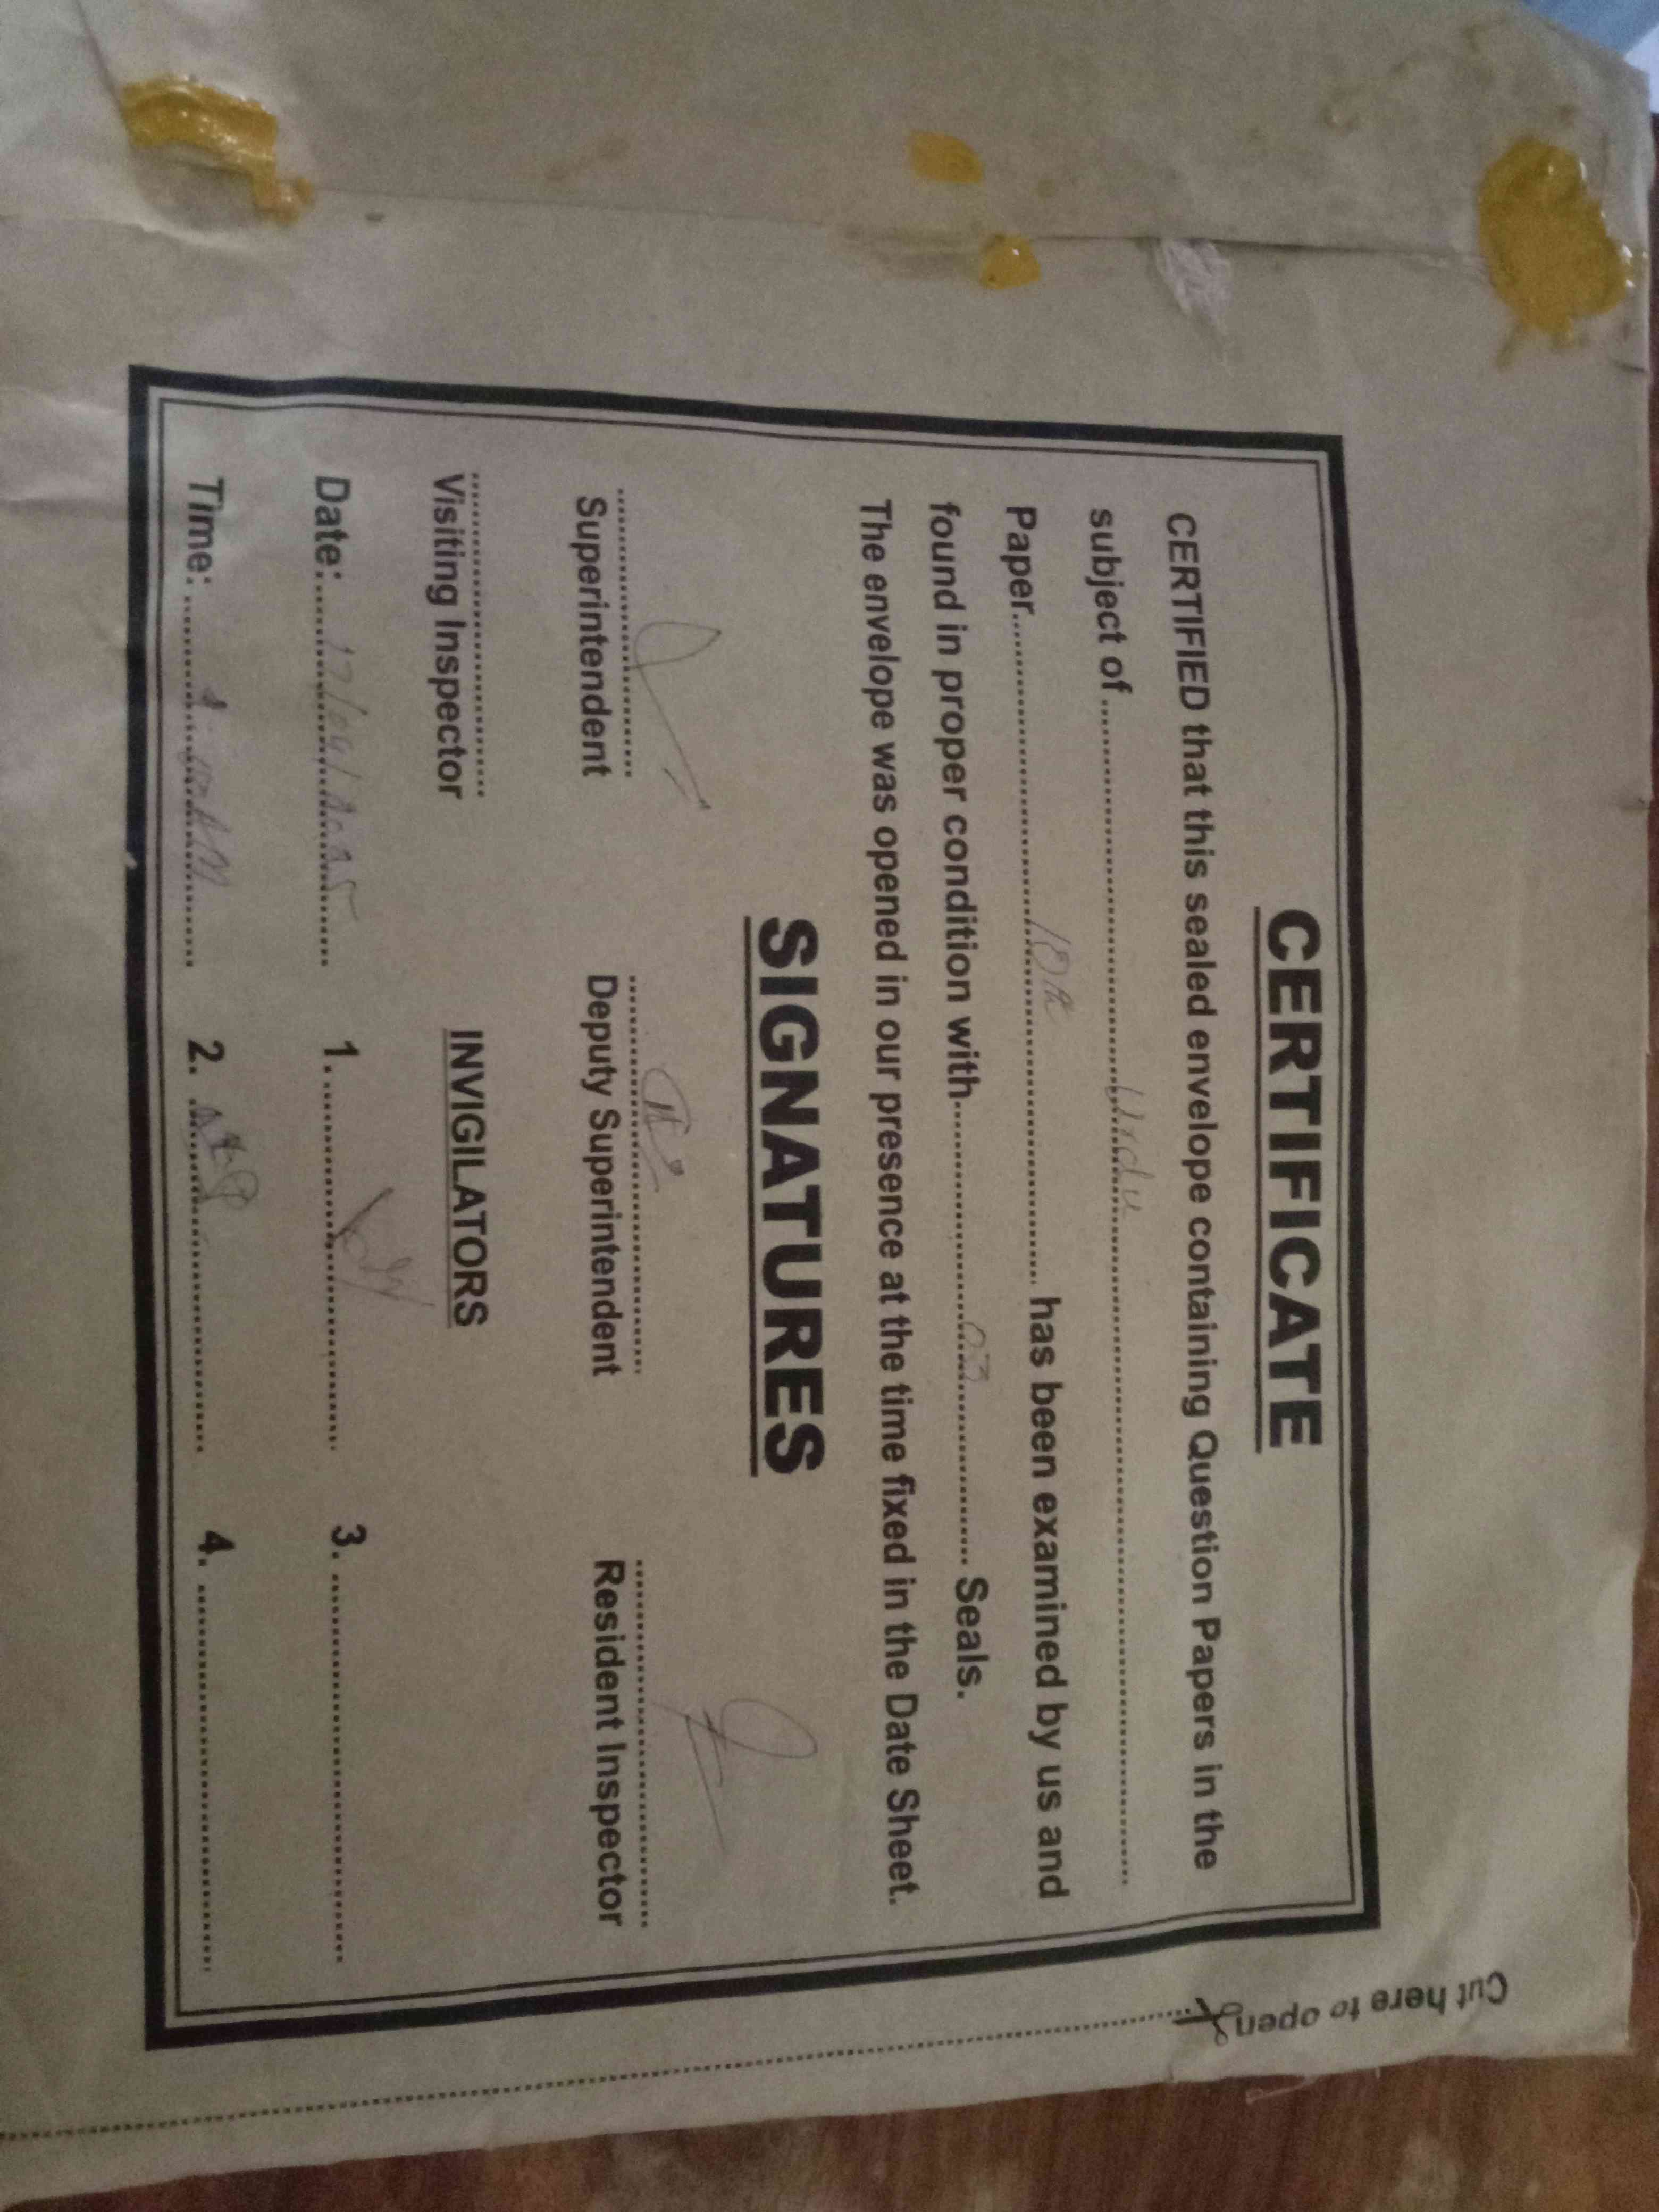 CERTIFICATE
CERTIFIED that this sealed envelope containing Question Papers in the
subject of.......... Urdu ..........
Paper.......... 10th .......... has been examined by us and
found in proper condition with.......... 03 .......... Seals.
The envelope was opened in our presence at the time fixed in the Date Sheet.
SIGNATURES
Superintendent Deputy Superintendent Resident Inspector
Visiting Inspector INVIGILATORS
Date: 1. .......... 3. ..........
Time: 2. .......... 4. ..........
Cut here to open